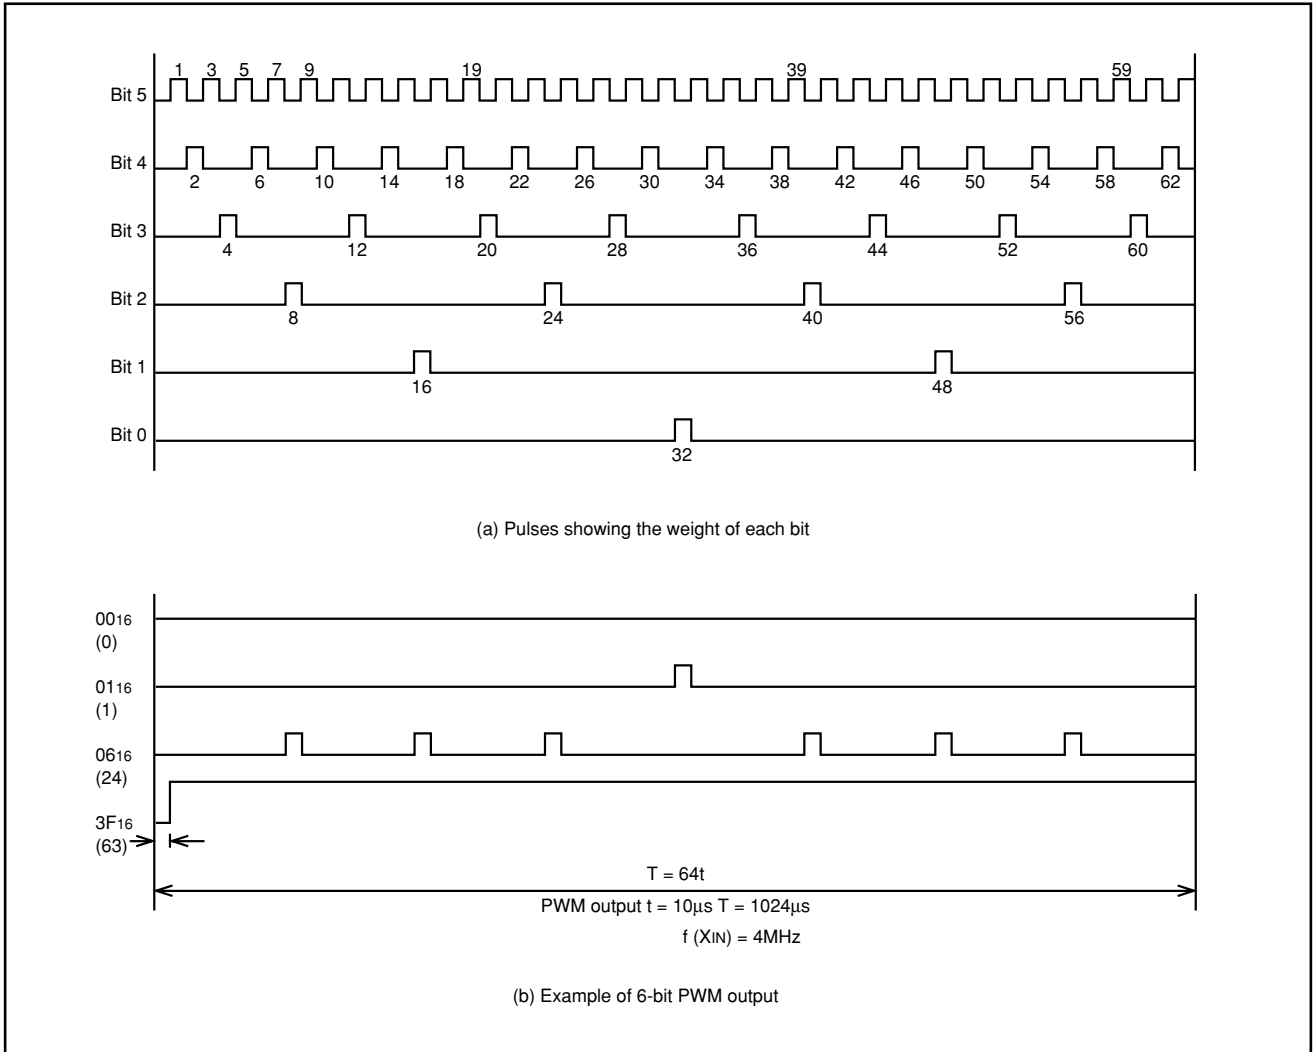 1 3 5 7 9 19 39 59
Bit 5
Bit 4
2 6 10 14 18 22 26 30 34 38 42 46 50 54 58 62
Bit 3
4 12 20 28 36 44 52 60
Bit 2
8 24 40 56
Bit 1
16 48
Bit 0
32
(a) Pulses showing the weight of each bit
0016
(0)
0116
(1)
0616
(24)
3F16
(63)
T = 64t
PWM output t = 10μs T = 1024μs
f (XIN) = 4MHz
(b) Example of 6-bit PWM output